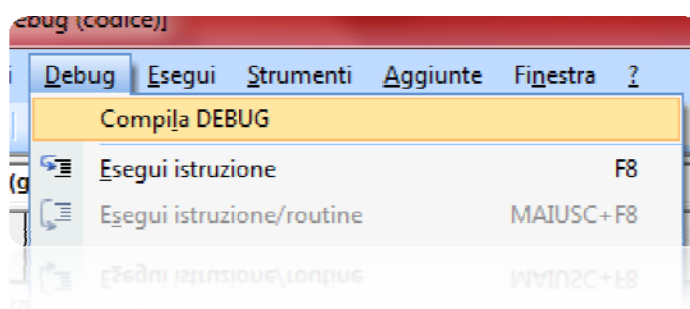 ebug (codice)]
i Debug Esegui Strumenti Aggiunte Finestra ?
Compila DEBUG
(g Esegui istruzione F8
Esegui istruzione/routine MAIUSC+F8